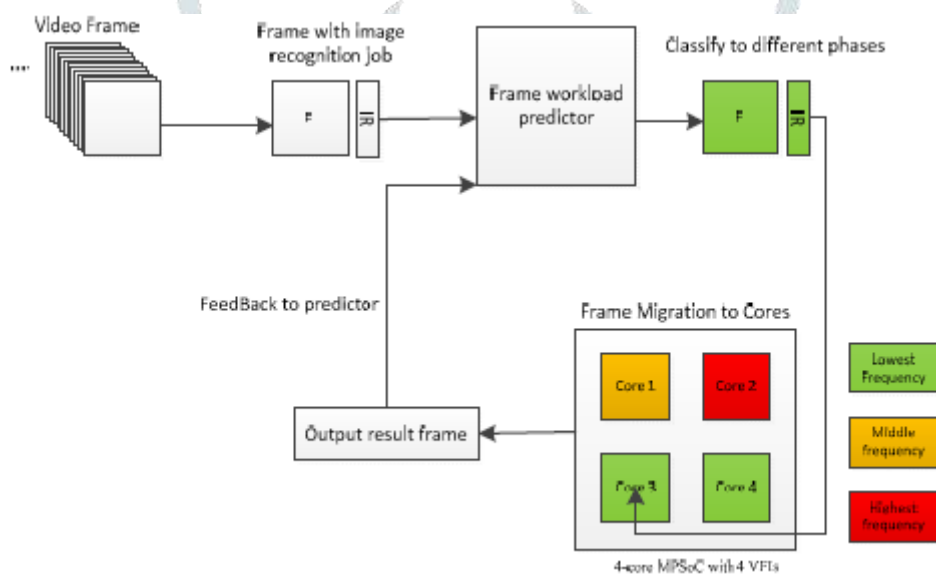 Video Frame
....
Frame with image
recognition job
F
IR
Frame workload
predictor
Classify to different phases
F
IR
FeedBack to predictor
Frame Migration to Cores
Core 1
Core 2
Core 3
Core 4
Output result frame
Lowest
Frequency
Middle
frequency
Highest
frequency
4-core MPSoC with 4 VFIs